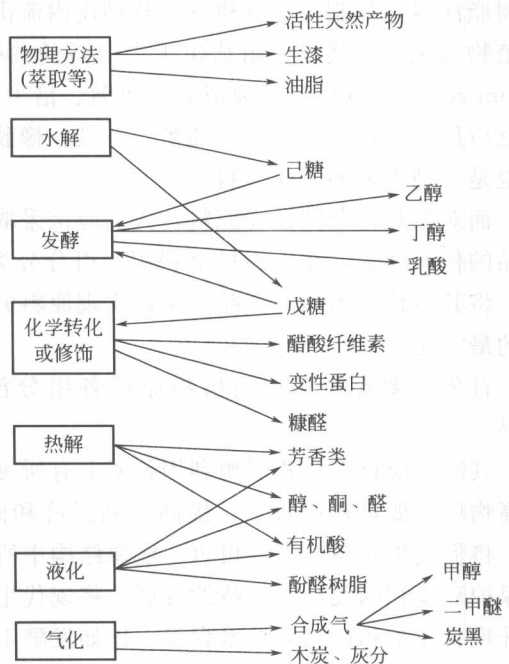 物理方法
(萃取等)
活性天然产物
生漆
油脂
水解
己糖
乙醇
发酵
丁醇
乳酸
戊糖
化学转化
或修饰
醋酸纤维素
变性蛋白
糠醛
热解
芳香类
醇、酮、醛
有机酸
液化
酚醛树脂
甲醇
合成气
二甲醚
气化
炭黑
木炭、灰分